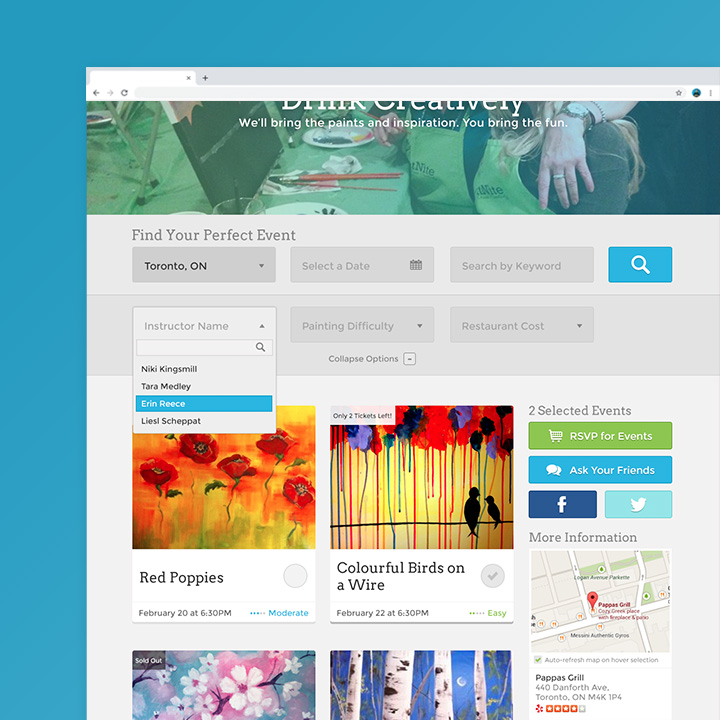 Drink Creatively
We'll bring the paints and inspiration. You bring the fun.
Find Your Perfect Event
Toronto, ON
Select a Date
Search by Keyword
Instructor Name
Painting Difficulty
Restaurant Cost
Collapse Options
Niki Kingsmill
Tara Medley
Erin Reece
Liesl Scheppat
Red Poppies
February 20 at 6:30PM
Moderate
Only 2 Tickets Left!
Colourful Birds on
a Wire
February 22 at 6:30PM
Easy
Sold Out
2 Selected Events
RSVP for Events
Ask Your Friends
More Information
Logan Avenue Parkette
Pappas Grill
Cozy Greek place
with fireplace & patio
Messini Authentic Gyros
Auto-refresh map on hover selection
Pappas Grill
440 Danforth Ave,
Toronto, ON M4K 1P4